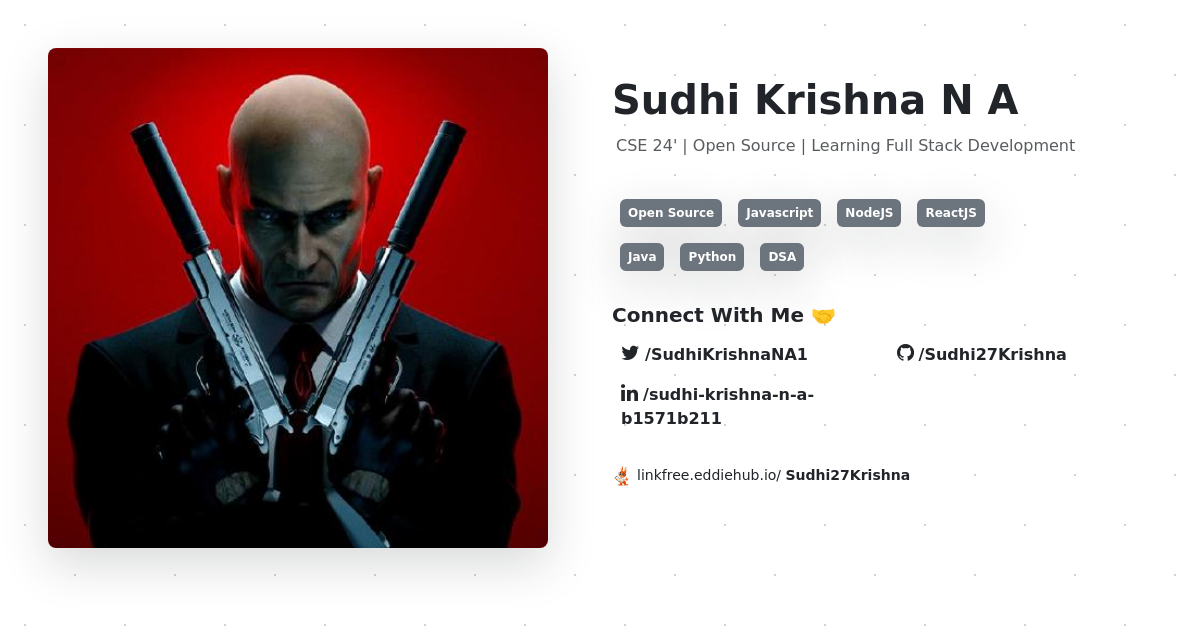 Sudhi Krishna N A
CSE 24' | Open Source | Learning Full Stack Development
Open Source Javascript NodeJS ReactJS
Java Python DSA
Connect With Me 🤝
/SudhiKrishnaNA1 /Sudhi27Krishna
/sudhi-krishna-n-a-
b1571b211
linkfree.eddiehub.io/ Sudhi27Krishna